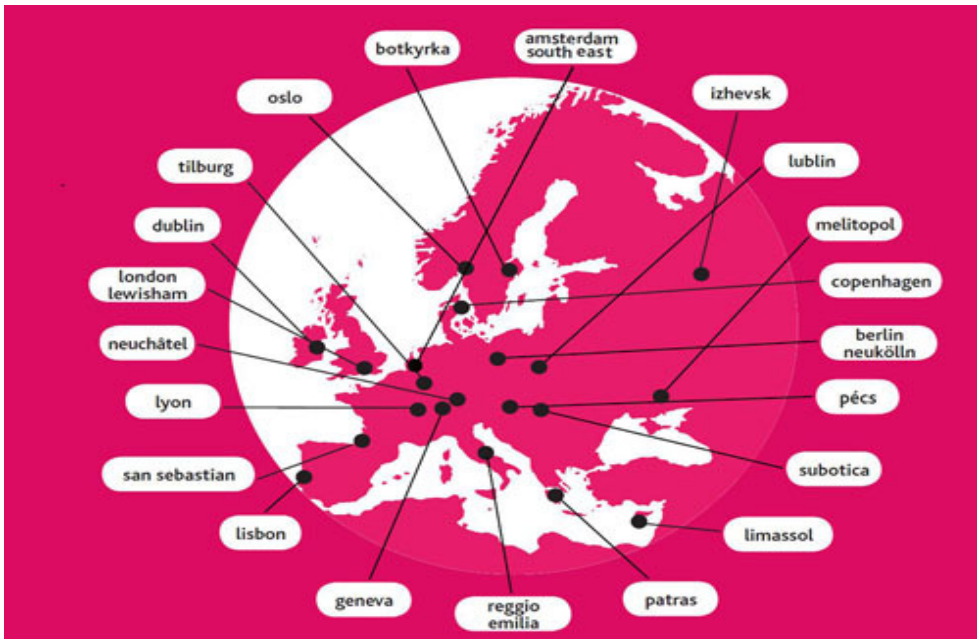 amsterdam
south east
botkyrka
oslo
izhevsk
tilburg
lublin
dublin
melitopol
london
lewisham
copenhagen
neuchâtel
berlin
neukölln
lyon
pécs
san sebastian
subotica
lisbon
limassol
geneva
reggio
emilia
patras